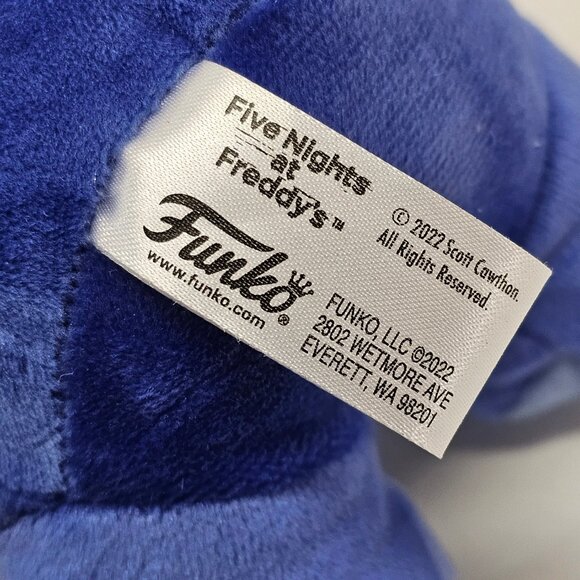 Five Nights
at
Freddy's™
Funko®
www.funko.com
© 2022 Scott Cawthon.
All Rights Reserved.
FUNKO LLC ©2022
2802 WETMORE AVE
EVERETT, WA 98201